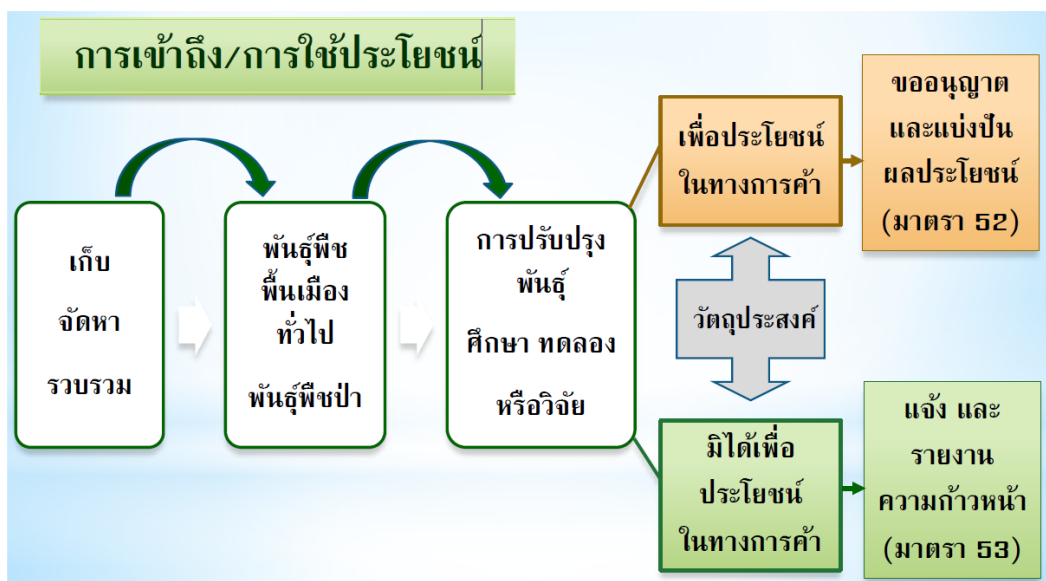 การเข้าถึง/การใช้ประโยชน์
เก็บ
จัดหา
รวบรวม
พันธุ์พืช
พื้นเมือง
ทั่วไป
พันธุ์พืชป่า
การปรับปรุง
พันธุ์
ศึกษา ทดลอง
หรือวิจัย
เพื่อประโยชน์
ในทางการค้า
ขออนุญาต
และแบ่งปัน
ผลประโยชน์
(มาตรา 52)
วัตถุประสงค์
มิได้เพื่อ
ประโยชน์
ในทางการค้า
แจ้ง และ
รายงาน
ความก้าวหน้า
(มาตรา 53)